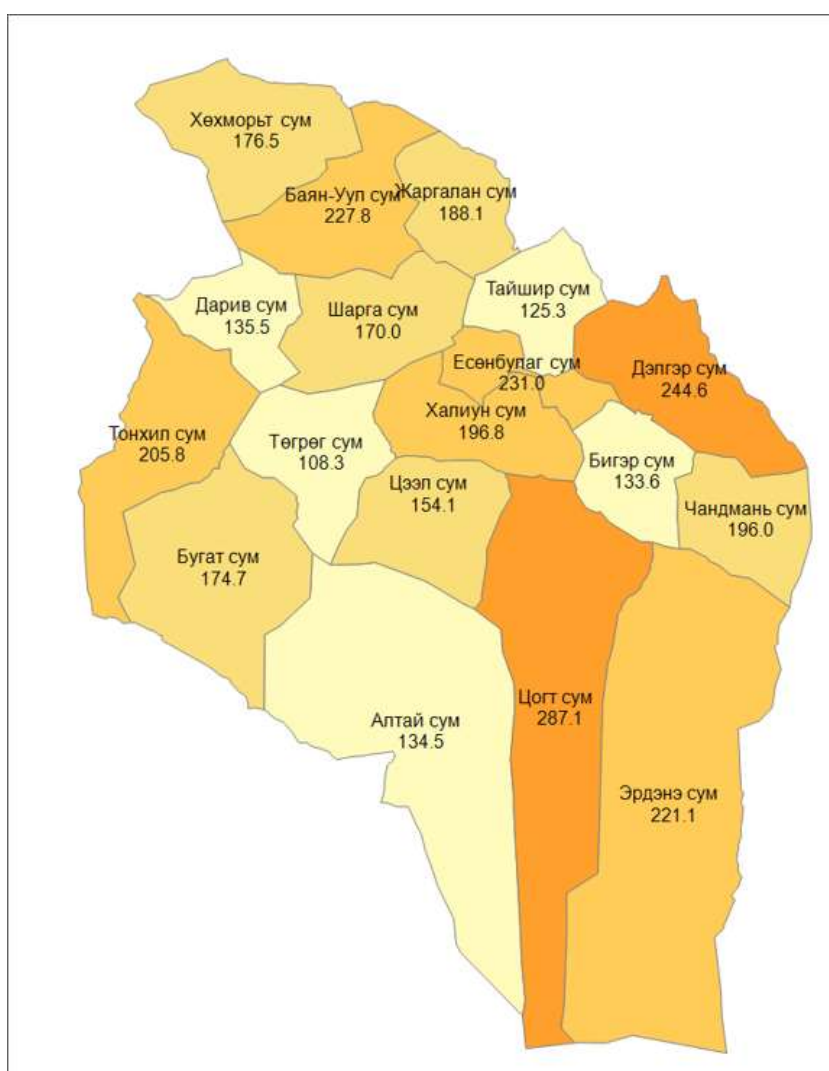 Хөхморьт сум
176.5
Баян-Уул сум
227.8
Жаргалан сум
188.1
Тайшир сум
125.3
Дарив сум
135.5
Шарга сум
170.0
Есөнбулаг сум
231.0
Дэлгэр сум
244.6
Халиун сум
196.8
Тонхил сум
205.8
Төгрөг сум
108.3
Бигэр сум
133.6
Цээл сум
154.1
Чандмань сум
196.0
Бугат сум
174.7
Цогт сум
287.1
Алтай сум
134.5
Эрдэнэ сум
221.1